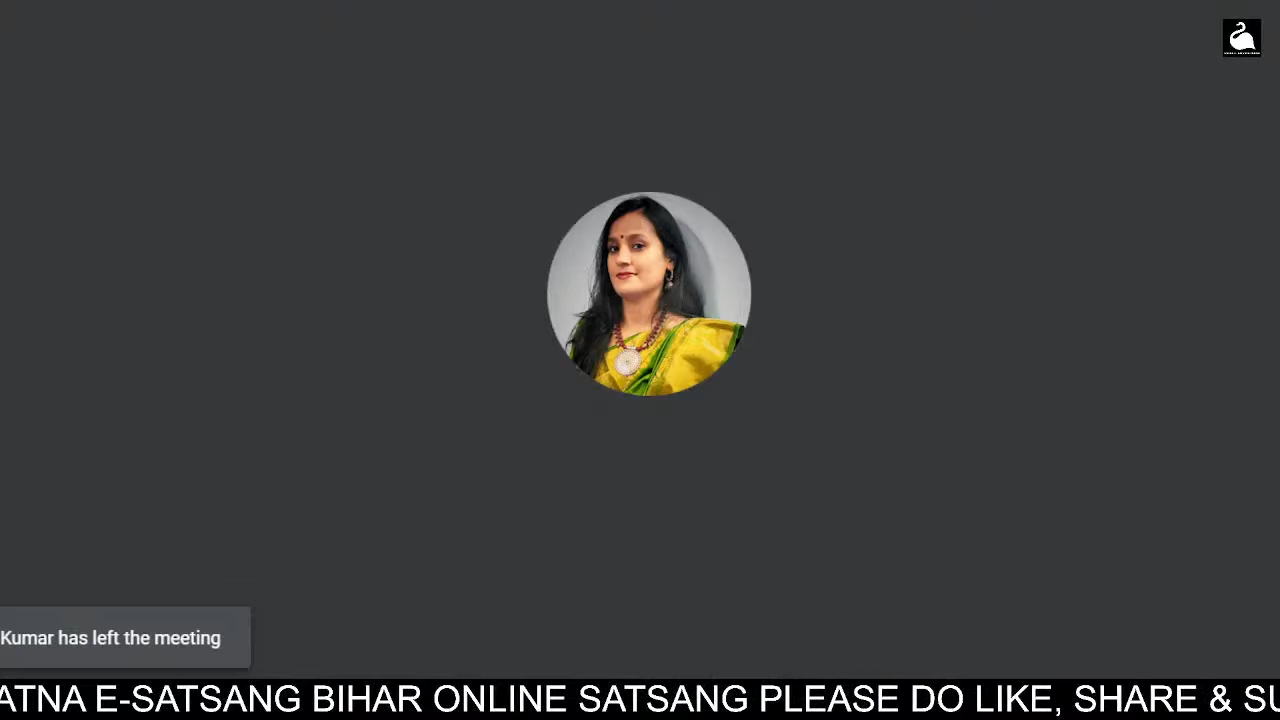 Kumar has left the meeting
ATNA E-SATSANG BIHAR ONLINE SATSANG PLEASE DO LIKE, SHARE & SU